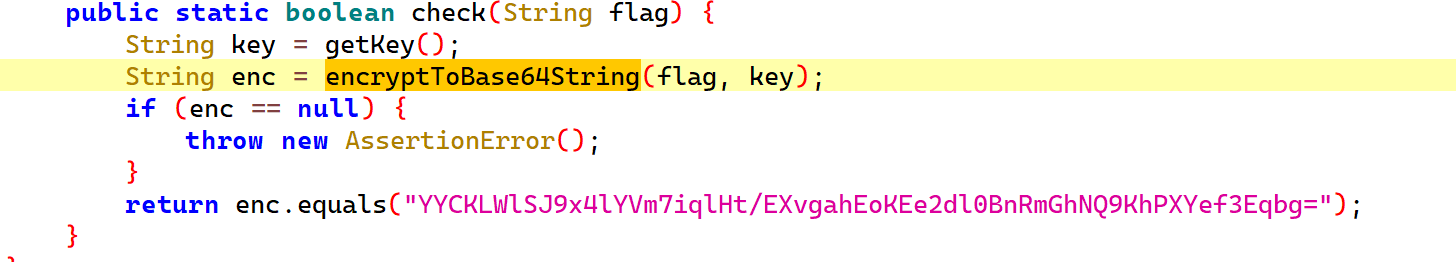 public static boolean check(String flag) {
String key = getKey();
String enc = encryptToBase64String(flag, key);
if (enc == null) {
throw new AssertionError();
}
return enc.equals("YYCKLWlSJ9x4lYVm7iqlHt/EXvgahEoKEe2dl0BnRmGhNQ9KhPXYef3Eqbg=");
}